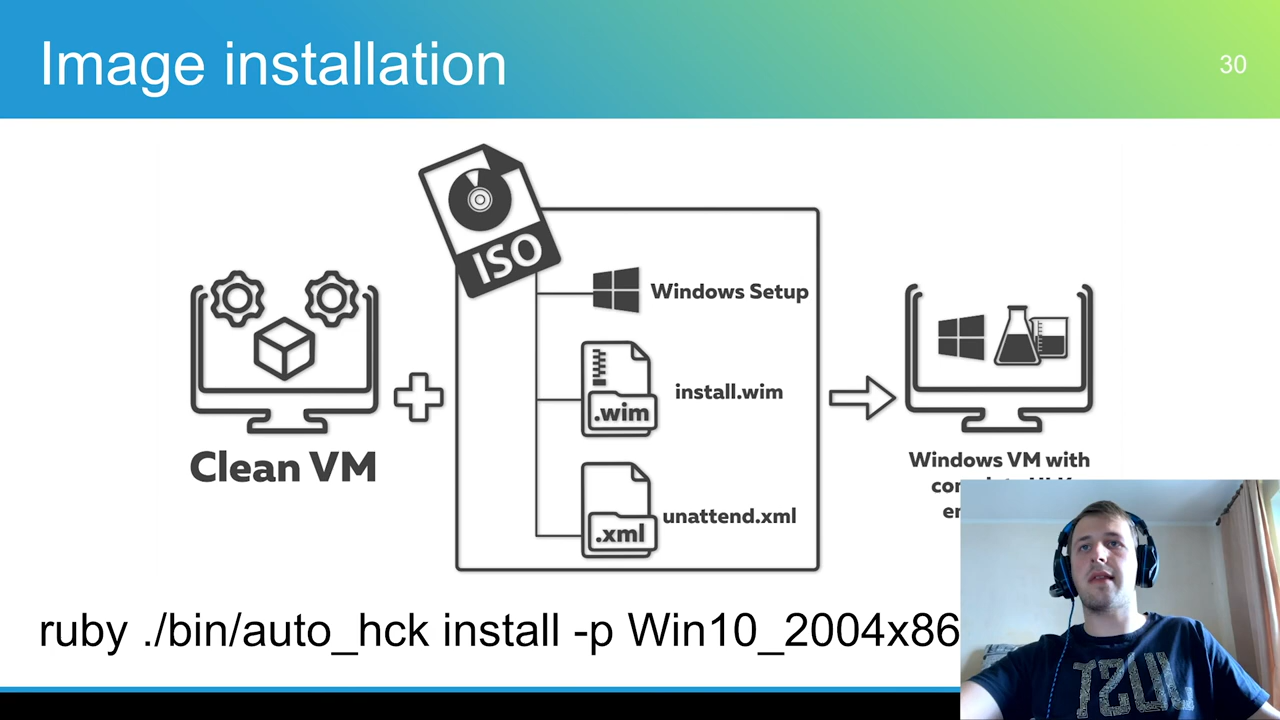 Image installation
30
ISO
Windows Setup
.wim
install.wim
.xml
unattend.xml
Clean VM
Windows VM with
ruby ./bin/auto_hck install -p Win10_2004x86